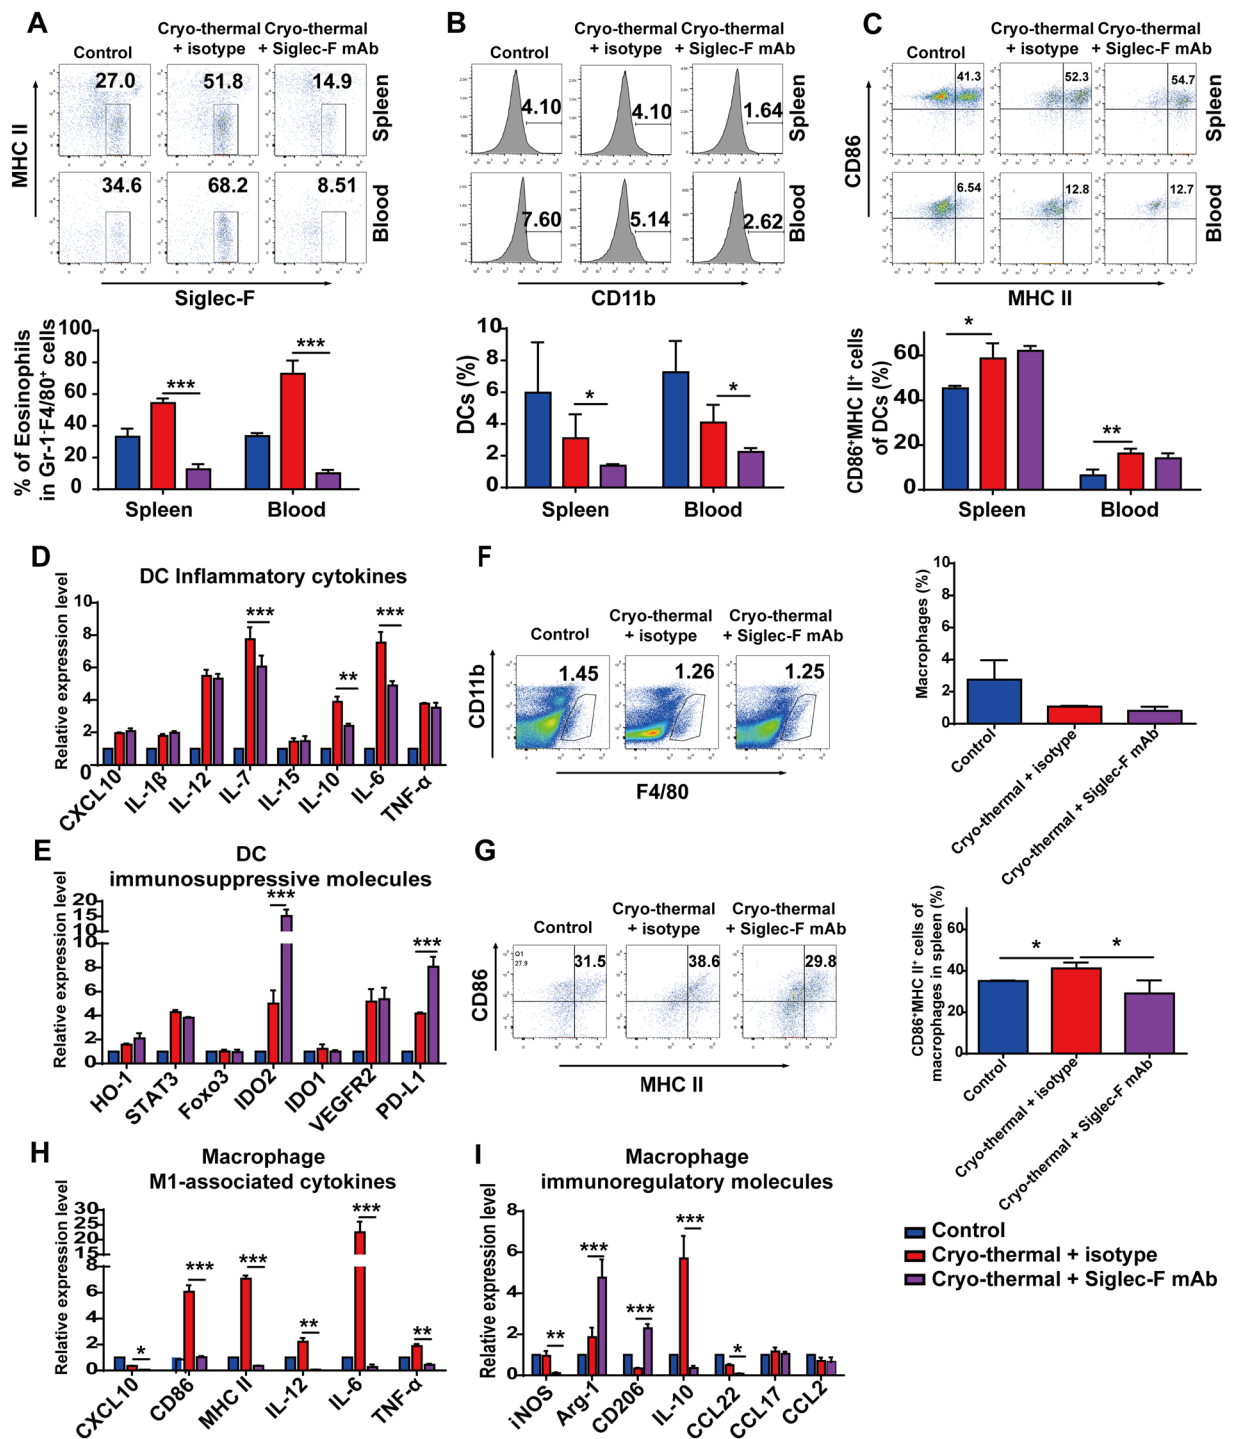 A
Control
Cryo-thermal
+ isotype
Cryo-thermal
+ Siglec-F mAb
MHC II
27.0
51.8
14.9
Spleen
34.6
68.2
8.51
Blood
Siglec-F
% of Eosinophils
in Gr-1⁻F4/80⁺ cells
100
80
60
40
20
0
***
***
Spleen
Blood
B
Control
Cryo-thermal
+ isotype
Cryo-thermal
+ Siglec-F mAb
4.10
4.10
1.64
Spleen
7.60
5.14
2.62
Blood
CD11b
DCs (%)
10
8
6
4
2
0
*
*
Spleen
Blood
C
Control
Cryo-thermal
+ isotype
Cryo-thermal
+ Siglec-F mAb
CD86
41.3
52.3
54.7
Spleen
6.54
12.8
12.7
Blood
MHC II
CD86⁺MHC II⁺ cells
of DCs (%)
60
40
20
0
*
**
Spleen
Blood
D
DC Inflammatory cytokines
Relative expression level
10
8
6
4
2
0
***
**
***
CXCL10
IL-1β
IL-12
IL-7
IL-15
IL-10
IL-6
TNF-α
E
DC
immunosuppressive molecules
Relative expression level
20
15
10
10
8
6
4
2
0
***
***
HO-1
STAT3
Foxo3
IDO2
IDO1
VEGFR2
PD-L1
F
Control
Cryo-thermal
+ isotype
Cryo-thermal
+ Siglec-F mAb
CD11b
1.45
1.26
1.25
F4/80
Macrophages (%)
10
8
6
4
2
0
Control
Cryo-thermal + isotype
Cryo-thermal + Siglec-F mAb
G
Control
Cryo-thermal
+ isotype
Cryo-thermal
+ Siglec-F mAb
CD86
Q1
27.9
31.5
38.6
29.8
MHC II
CD86⁺MHC II⁺ cells of
macrophages in spleen (%)
60
40
20
0
*
*
Control
Cryo-thermal + isotype
Cryo-thermal + Siglec-F mAb
H
Macrophage
M1-associated cytokines
Relative expression level
30
25
20
15
8
6
4
2
0
*
***
***
**
***
**
CXCL10
CD86
MHC II
IL-12
IL-6
TNF-α
I
Macrophage
immunoregulatory molecules
Relative expression level
8
6
4
2
0
**
***
***
***
*
iNOS
Arg-1
CD206
IL-10
CCL22
CCL17
CCL2
Control
Cryo-thermal + isotype
Cryo-thermal + Siglec-F mAb